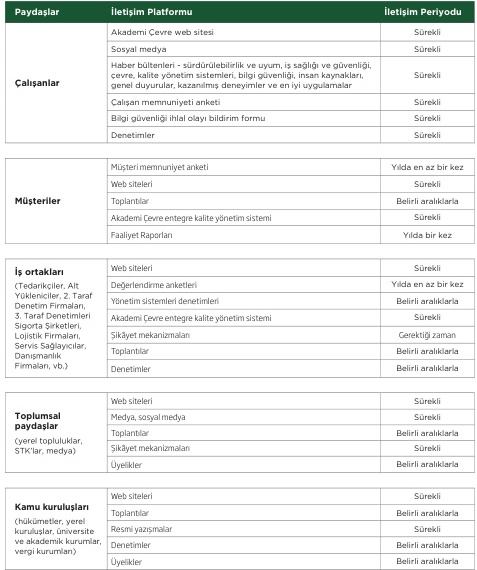 Paydaşlar İletişim Platformu İletişim Periyodu
Çalışanlar
Akademi Çevre web sitesi Sürekli
Sosyal medya Sürekli
Haber bültenleri - sürdürülebilirlik ve uyum, iş sağlığı ve güvenliği,
çevre, kalite yönetim sistemleri, bilgi güvenliği, insan kaynakları,
genel duyurular, kazanılmış deneyimler ve en iyi uygulamalar
Sürekli
Çalışan memnuniyeti anketi Sürekli
Bilgi güvenliği ihlal olayı bildirim formu Sürekli
Denetimler Sürekli
Müşteriler
Müşteri memnuniyet anketi Yılda en az bir kez
Web siteleri Sürekli
Toplantılar Belirli aralıklarla
Akademi Çevre entegre kalite yönetim sistemi Sürekli
Faaliyet Raporları Yılda bir kez
İş ortakları
(Tedarikçiler, Alt
Yükleniciler, 2. Taraf
Denetim Firmaları,
3. Taraf Denetimleri
Sigorta Şirketleri,
Lojistik Firmaları,
Servis Sağlayıcılar,
Danışmanlık
Firmaları, vb.)
Web siteleri Sürekli
Değerlendirme anketleri Yılda en az bir kez
Yönetim sistemleri denetimleri Belirli aralıklarla
Akademi Çevre entegre kalite yönetim sistemi Sürekli
Şikâyet mekanizmaları Gerektiği zaman
Toplantılar Belirli aralıklarla
Denetimler Belirli aralıklarla
Toplumsal
paydaşlar
(yerel topluluklar,
STK'lar, medya)
Web siteleri Sürekli
Medya, sosyal medya Sürekli
Toplantılar Belirli aralıklarla
Şikâyet mekanizmaları Sürekli
Üyelikler Belirli aralıklarla
Kamu kuruluşları
(hükümetler, yerel
kuruluşlar, üniversite
ve akademik kurumlar,
vergi kurumları)
Web siteleri Sürekli
Toplantılar Belirli aralıklarla
Resmi yazışmalar Sürekli
Denetimler Belirli aralıklarla
Üyelikler Belirli aralıklarla